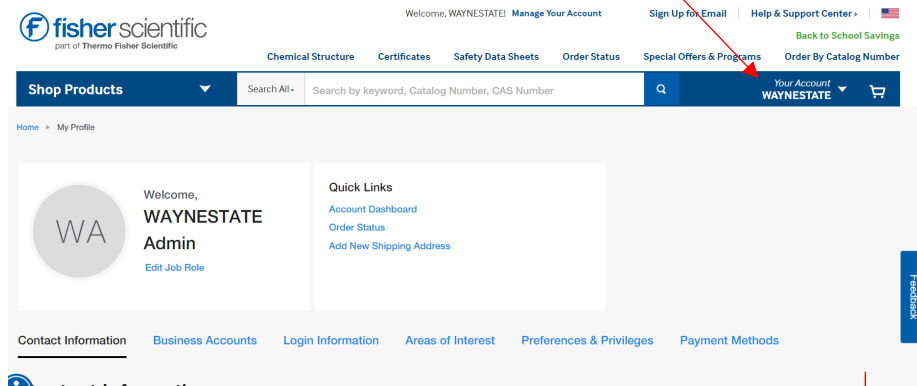 Welcome, WAYNESTATE! Manage Your Account Sign Up for Email Help & Support Center ›
fisher scientific
part of Thermo Fisher Scientific
Back to School Savings
Chemical Structure Certificates Safety Data Sheets Order Status Special Offers & Programs Order By Catalog Number
Shop Products Search All Search by keyword, Catalog Number, CAS Number Your Account
WAYNESTATE
Home My Profile
WA
Welcome,
WAYNESTATE
Admin
Edit Job Role
Quick Links
Account Dashboard
Order Status
Add New Shipping Address
Feedback
Contact Information Business Accounts Login Information Areas of Interest Preferences & Privileges Payment Methods